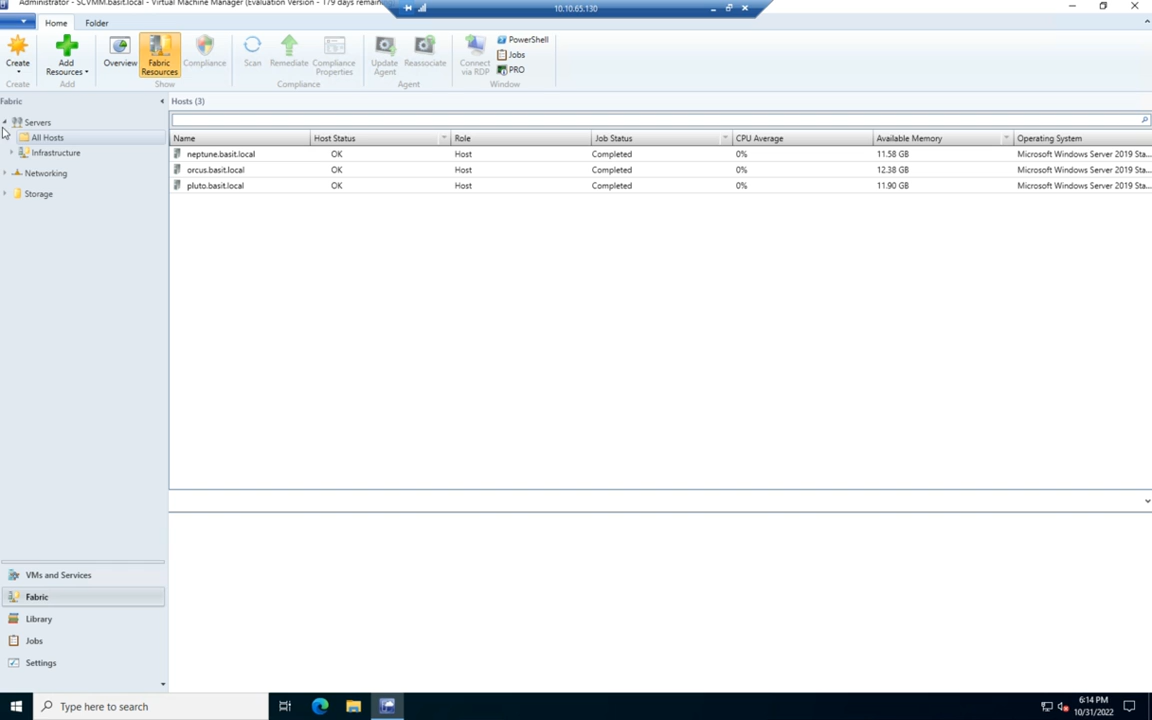 Administrator - SCVMM.basit.local - Virtual Machine Manager (Evaluation Version - 179 days remain
10.10.65.130
Home
Folder
Create
Add Resources
Overview
Fabric Resources
Compliance
Scan
Remediate
Compliance Properties
Update Agent
Reassociate
Connect via RDP
PowerShell
Jobs
PRO
Create
Add
Show
Compliance
Agent
Window
Fabric
Servers
All Hosts
Infrastructure
Networking
Storage
Hosts (3)
Name Host Status Role Job Status CPU Average Available Memory Operating System
neptune.basit.local OK Host Completed 0% 11.58 GB Microsoft Windows Server 2019 Sta...
orcus.basit.local OK Host Completed 0% 12.38 GB Microsoft Windows Server 2019 Sta...
pluto.basit.local OK Host Completed 0% 11.90 GB Microsoft Windows Server 2019 Sta...
VMs and Services
Fabric
Library
Jobs
Settings
Type here to search
6:14 PM
10/31/2022